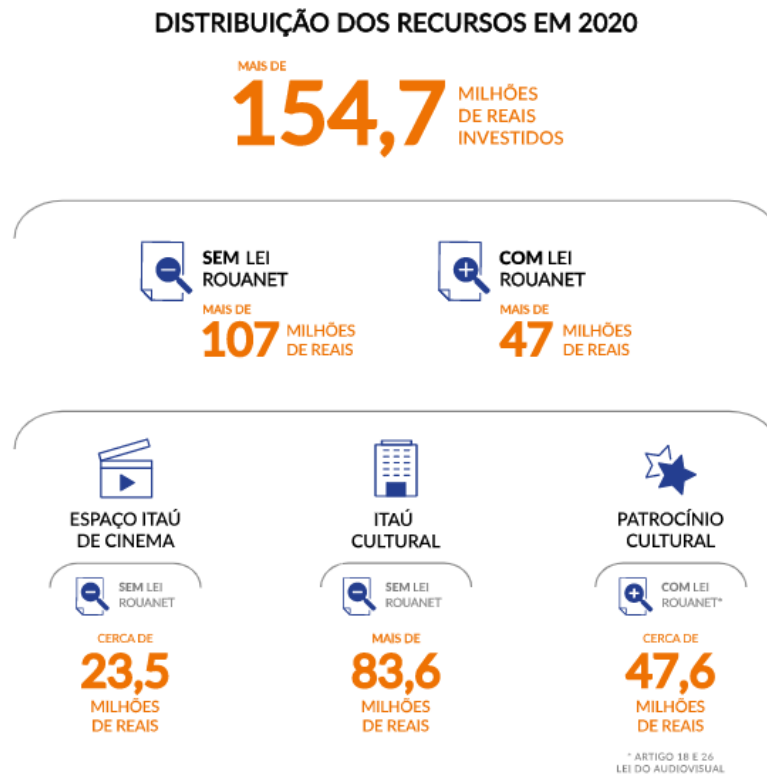 DISTRIBUIÇÃO DOS RECURSOS EM 2020
MAIS DE
154,7
MILHÕES
DE REAIS
INVESTIDOS
SEM LEI
ROUANET
MAIS DE
107
MILHÕES
DE REAIS
COM LEI
ROUANET
MAIS DE
47
MILHÕES
DE REAIS
ESPAÇO ITAÚ
DE CINEMA
SEM LEI
ROUANET
CERCA DE
23,5
MILHÕES
DE REAIS
ITAÚ
CULTURAL
SEM LEI
ROUANET
MAIS DE
83,6
MILHÕES
DE REAIS
PATROCÍNIO
CULTURAL
COM LEI
ROUANET*
CERCA DE
47,6
MILHÕES
DE REAIS
* ARTIGO 18 E 26
LEI DO AUDIOVISUAL